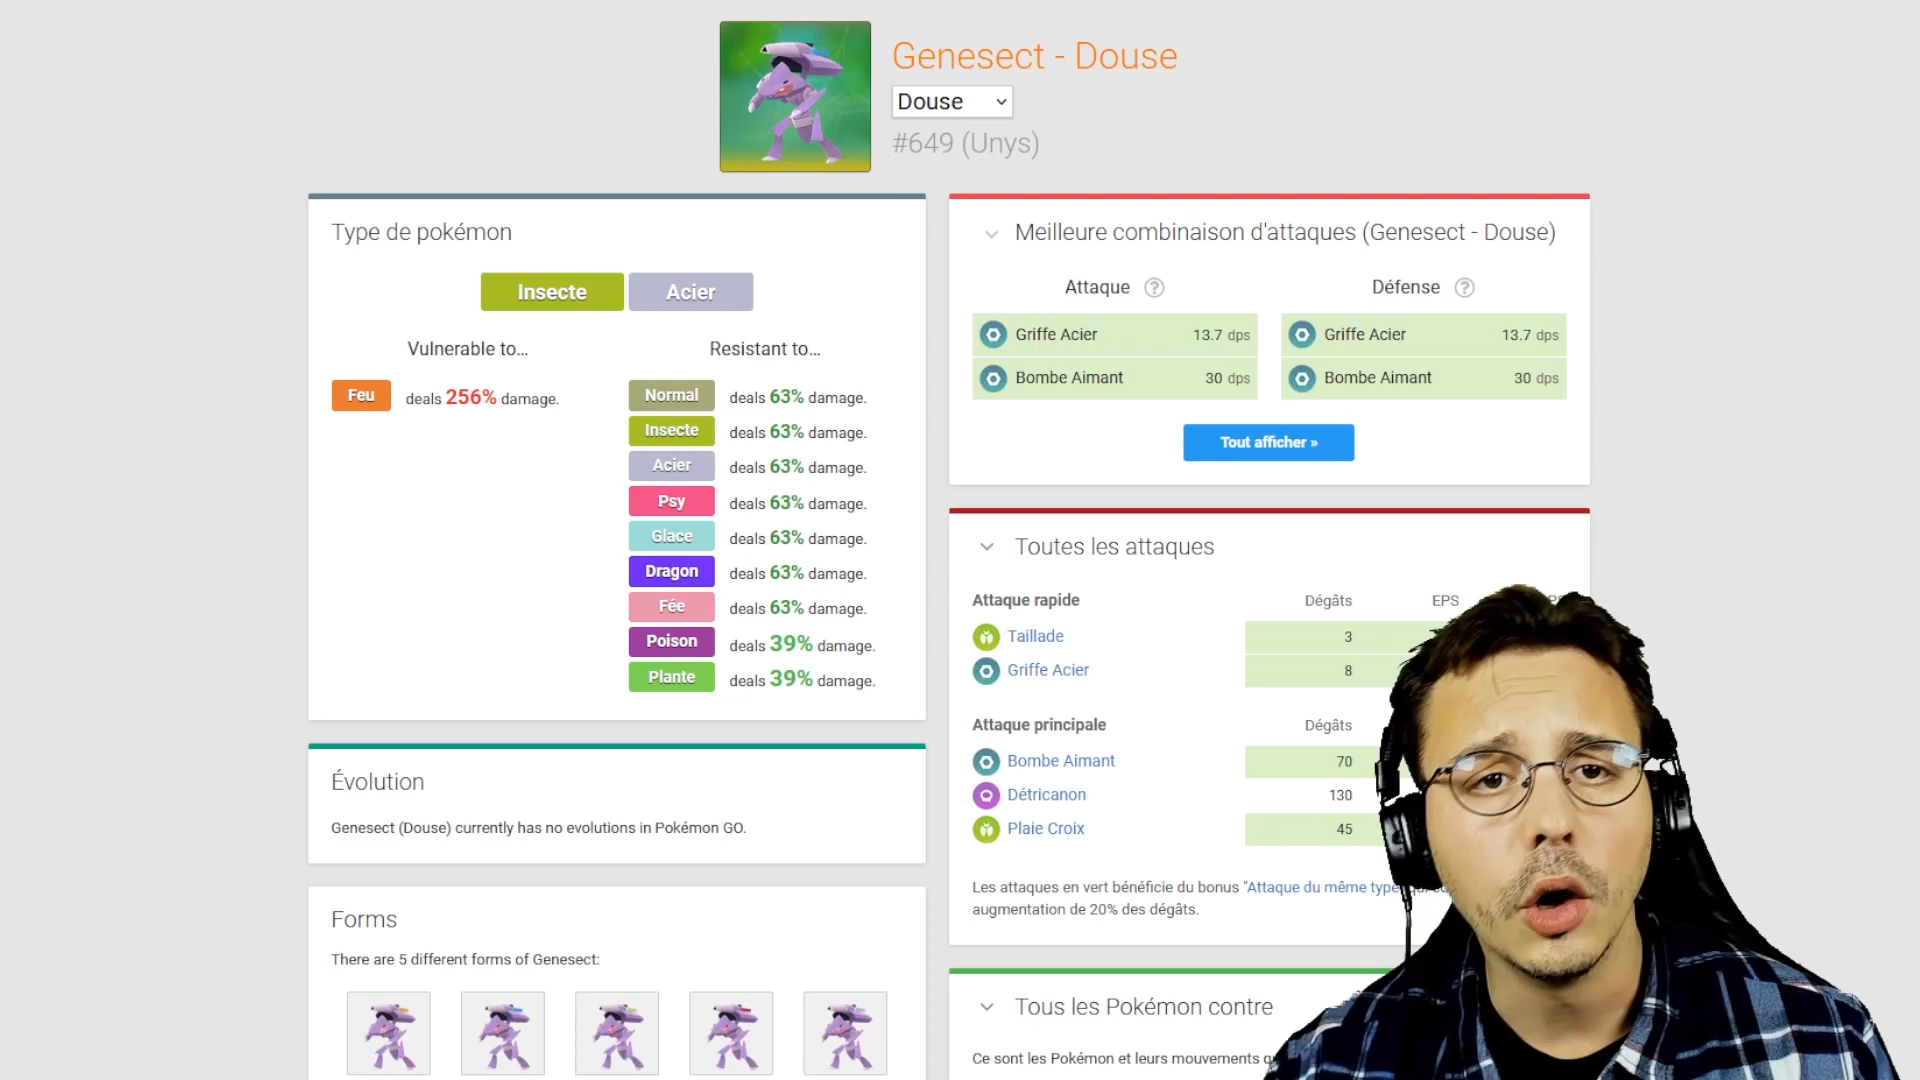 Genesect - Douse
Douse
#649 (Unys)
Type de pokémon
Insecte Acier
Vulnerable to...
Feu deals 256% damage.
Resistant to...
Normal deals 63% damage.
Insecte deals 63% damage.
Acier deals 63% damage.
Psy deals 63% damage.
Glace deals 63% damage.
Dragon deals 63% damage.
Fée deals 63% damage.
Poison deals 39% damage.
Plante deals 39% damage.
Évolution
Genesect (Douse) currently has no evolutions in Pokémon GO.
Forms
There are 5 different forms of Genesect:
Meilleure combinaison d'attaques (Genesect - Douse)
Attaque ? Défense ?
Griffe Acier 13.7 dps Griffe Acier 13.7 dps
Bombe Aimant 30 dps Bombe Aimant 30 dps
Tout afficher »
Toutes les attaques
Attaque rapide Dégâts EPS
Taillade 3
Griffe Acier 8
Attaque principale Dégâts
Bombe Aimant 70
Détricanon 130
Plaie Croix 45
Les attaques en vert bénéficie du bonus "Attaque du même type
augmentation de 20% des dégâts.
Tous les Pokémon contre
Ce sont les Pokémon et leurs mouvements